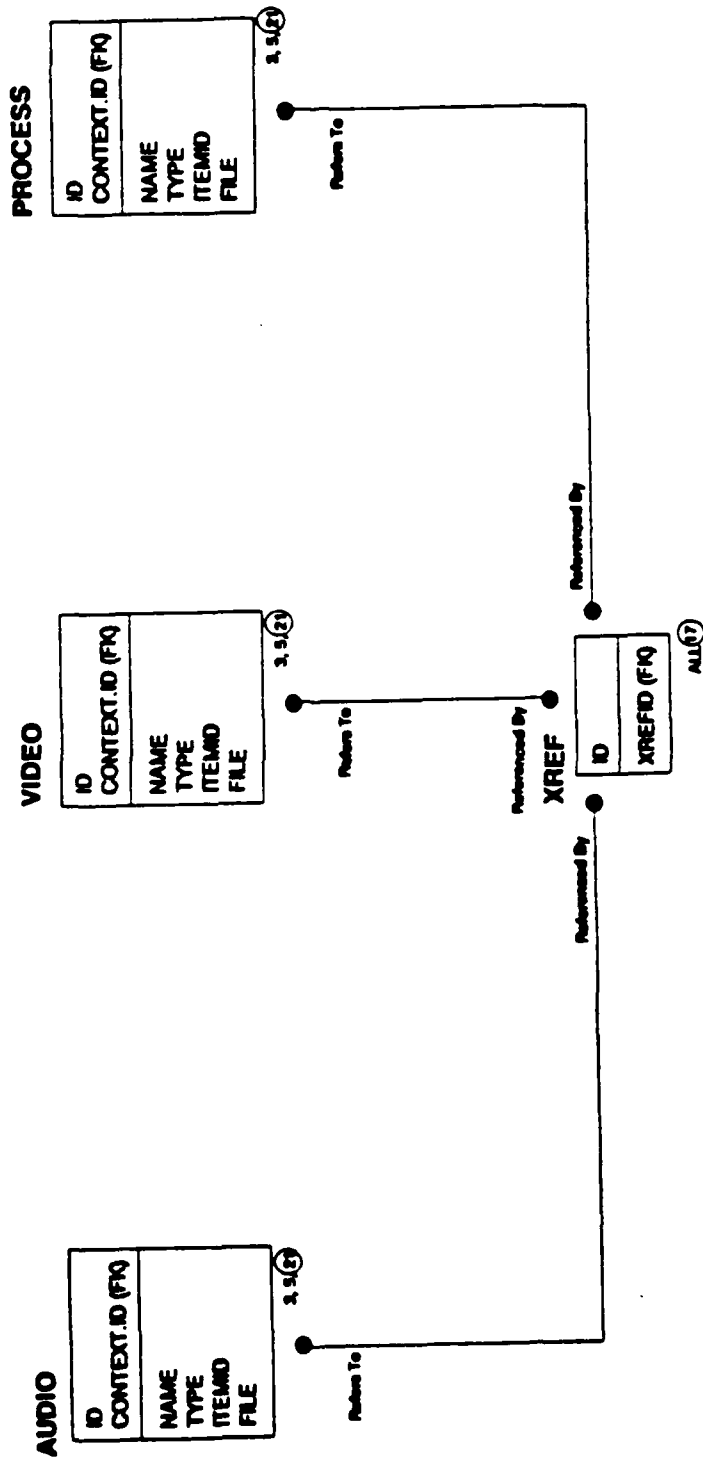 AUDIO
ID
CONTEXT.ID (FK)
NAME
TYPE
ITEMID
FILE
3, 5, 21
Refers To
VIDEO
ID
CONTEXT.ID (FK)
NAME
TYPE
ITEMID
FILE
3, 5, 21
Refers To
PROCESS
ID
CONTEXT.ID (FK)
NAME
TYPE
ITEMID
FILE
3, 5, 21
Refers To
Referenced By
Referenced By
Referenced By
XREF
ID
XREFID (FK)
ALL 17